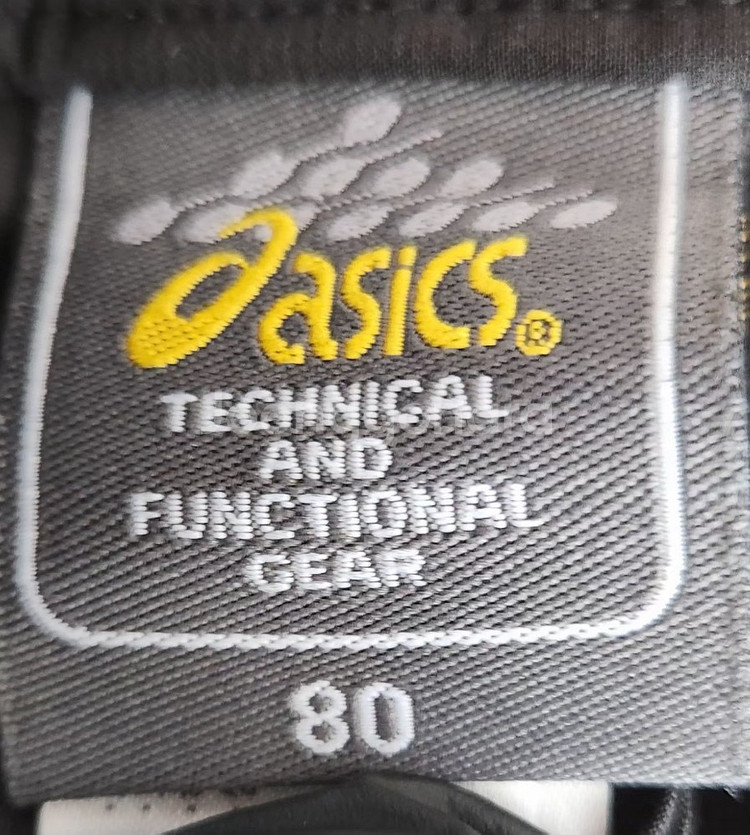 asics®
TECHNICAL
AND
FUNCTIONAL
GEAR
80